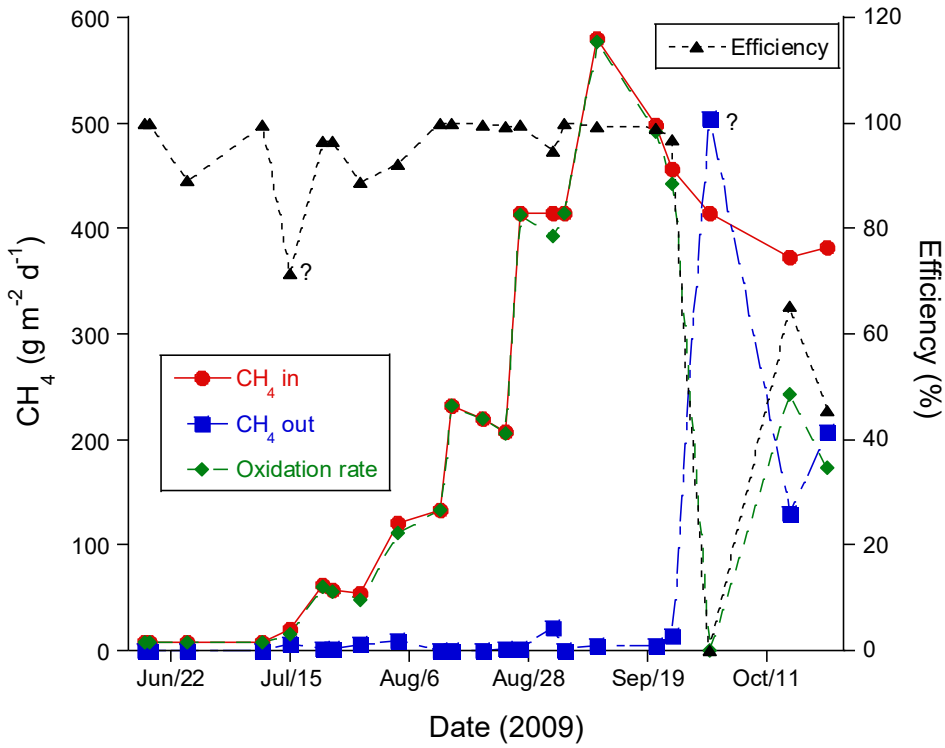 600
500
400
300
200
100
0
CH₄ (g m⁻² d⁻¹)
120
100
80
60
40
20
0
Efficiency (%)
Efficiency
?
?
CH₄ in
CH₄ out
Oxidation rate
Jun/22 Jul/15 Aug/6 Aug/28 Sep/19 Oct/11
Date (2009)